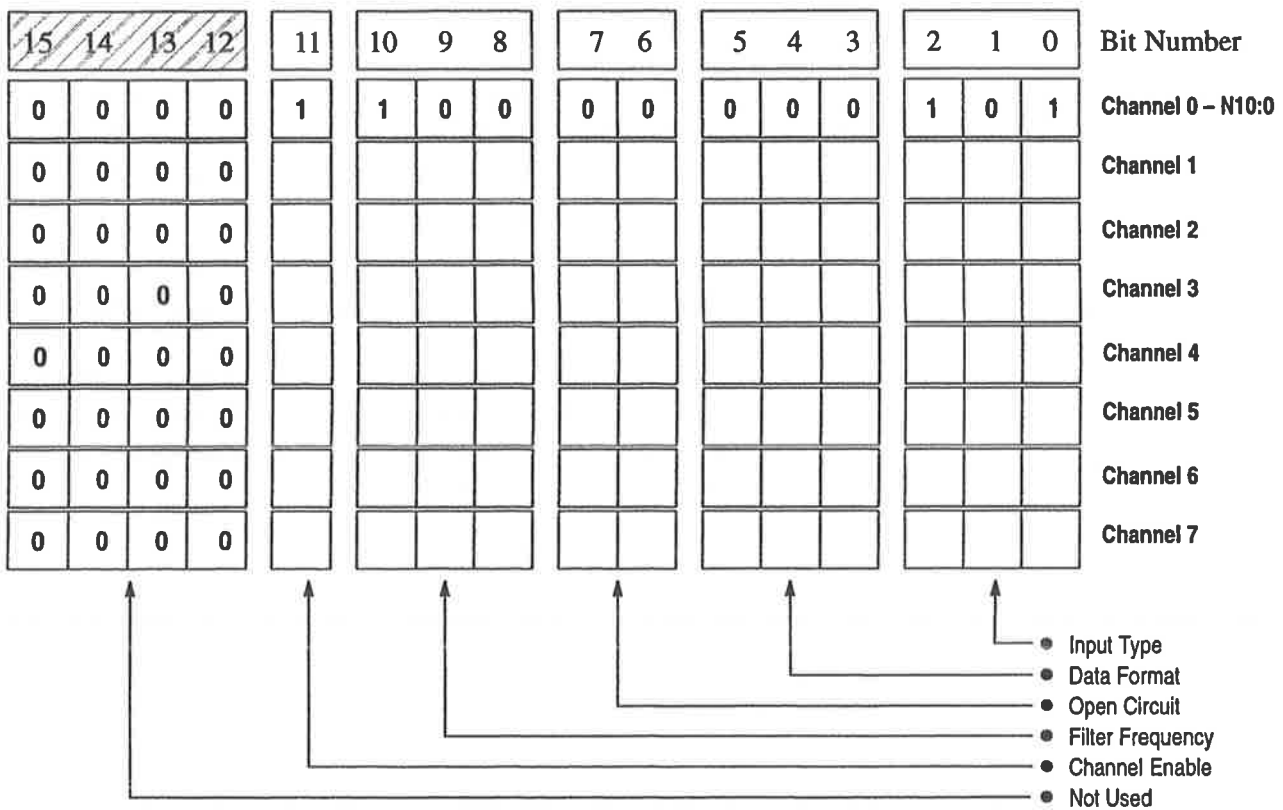 15 14 13 12 11 10 9 8 7 6 5 4 3 2 1 0 Bit Number
0 0 0 0 1 1 0 0 0 0 0 0 0 1 0 1 Channel 0 – N10:0
0 0 0 0 Channel 1
0 0 0 0 Channel 2
0 0 0 0 Channel 3
0 0 0 0 Channel 4
0 0 0 0 Channel 5
0 0 0 0 Channel 6
0 0 0 0 Channel 7
Input Type
Data Format
Open Circuit
Filter Frequency
Channel Enable
Not Used